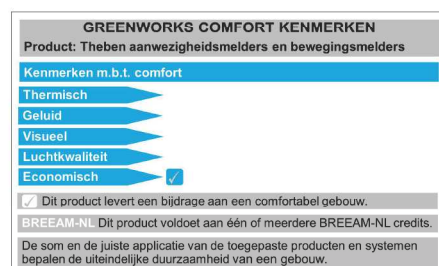 GREENWORKS COMFORT KENMERKEN
Product: Theben aanwezigheidsmelders en bewegingsmelders
Kenmerken m.b.t. comfort
Thermisch
Geluid
Visueel
Luchtkwaliteit
Economisch
Dit product levert een bijdrage aan een comfortabel gebouw.
BREEAM-NL Dit product voldoet aan één of meerdere BREEAM-NL credits.
De som en de juiste applicatie van de toegepaste producten en systemen
bepalen de uiteindelijke duurzaamheid van een gebouw.